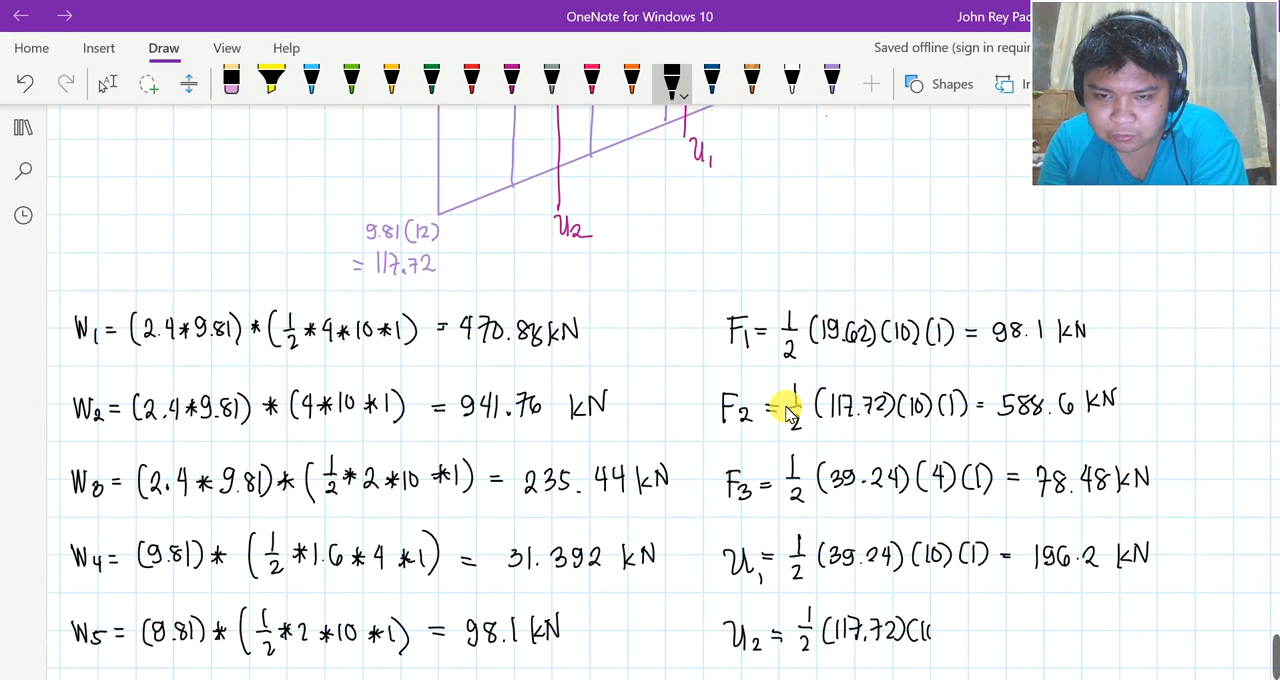 OneNote for Windows 10
John Rey Pac
Home Insert Draw View Help
Saved offline (sign in requir
Shapes
In
U1
U2
9.81(12)
= 117.72
W1 = (2.4*9.81)*(1/2*4*10*1) = 470.88kN
F1 = 1/2 (19.62)(10)(1) = 98.1 kN
W2 = (2.4*9.81)*(4*10*1) = 941.76 kN
F2 = 1/2 (117.72)(10)(1) = 588.6 kN
W3 = (2.4*9.81)*(1/2*2*10*1) = 235.44 kN
F3 = 1/2 (39.24)(4)(1) = 78.48 kN
W4 = (9.81)*(1/2*1.6*4*1) = 31.392 kN
U1 = 1/2 (39.24)(10)(1) = 196.2 kN
W5 = (9.81)*(1/2*2*10*1) = 98.1 kN
U2 = 1/2 (117.72)(1